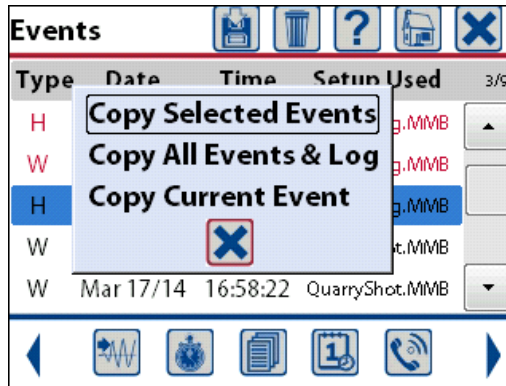 Events ?
Type Date Time Setup Used 3/9
H g.MMB
W g.MMB
H g.MMB
W t.MMB
W Mar 17/14 16:58:22 QuarryShot.MMB
Copy Selected Events
Copy All Events & Log
Copy Current Event
1